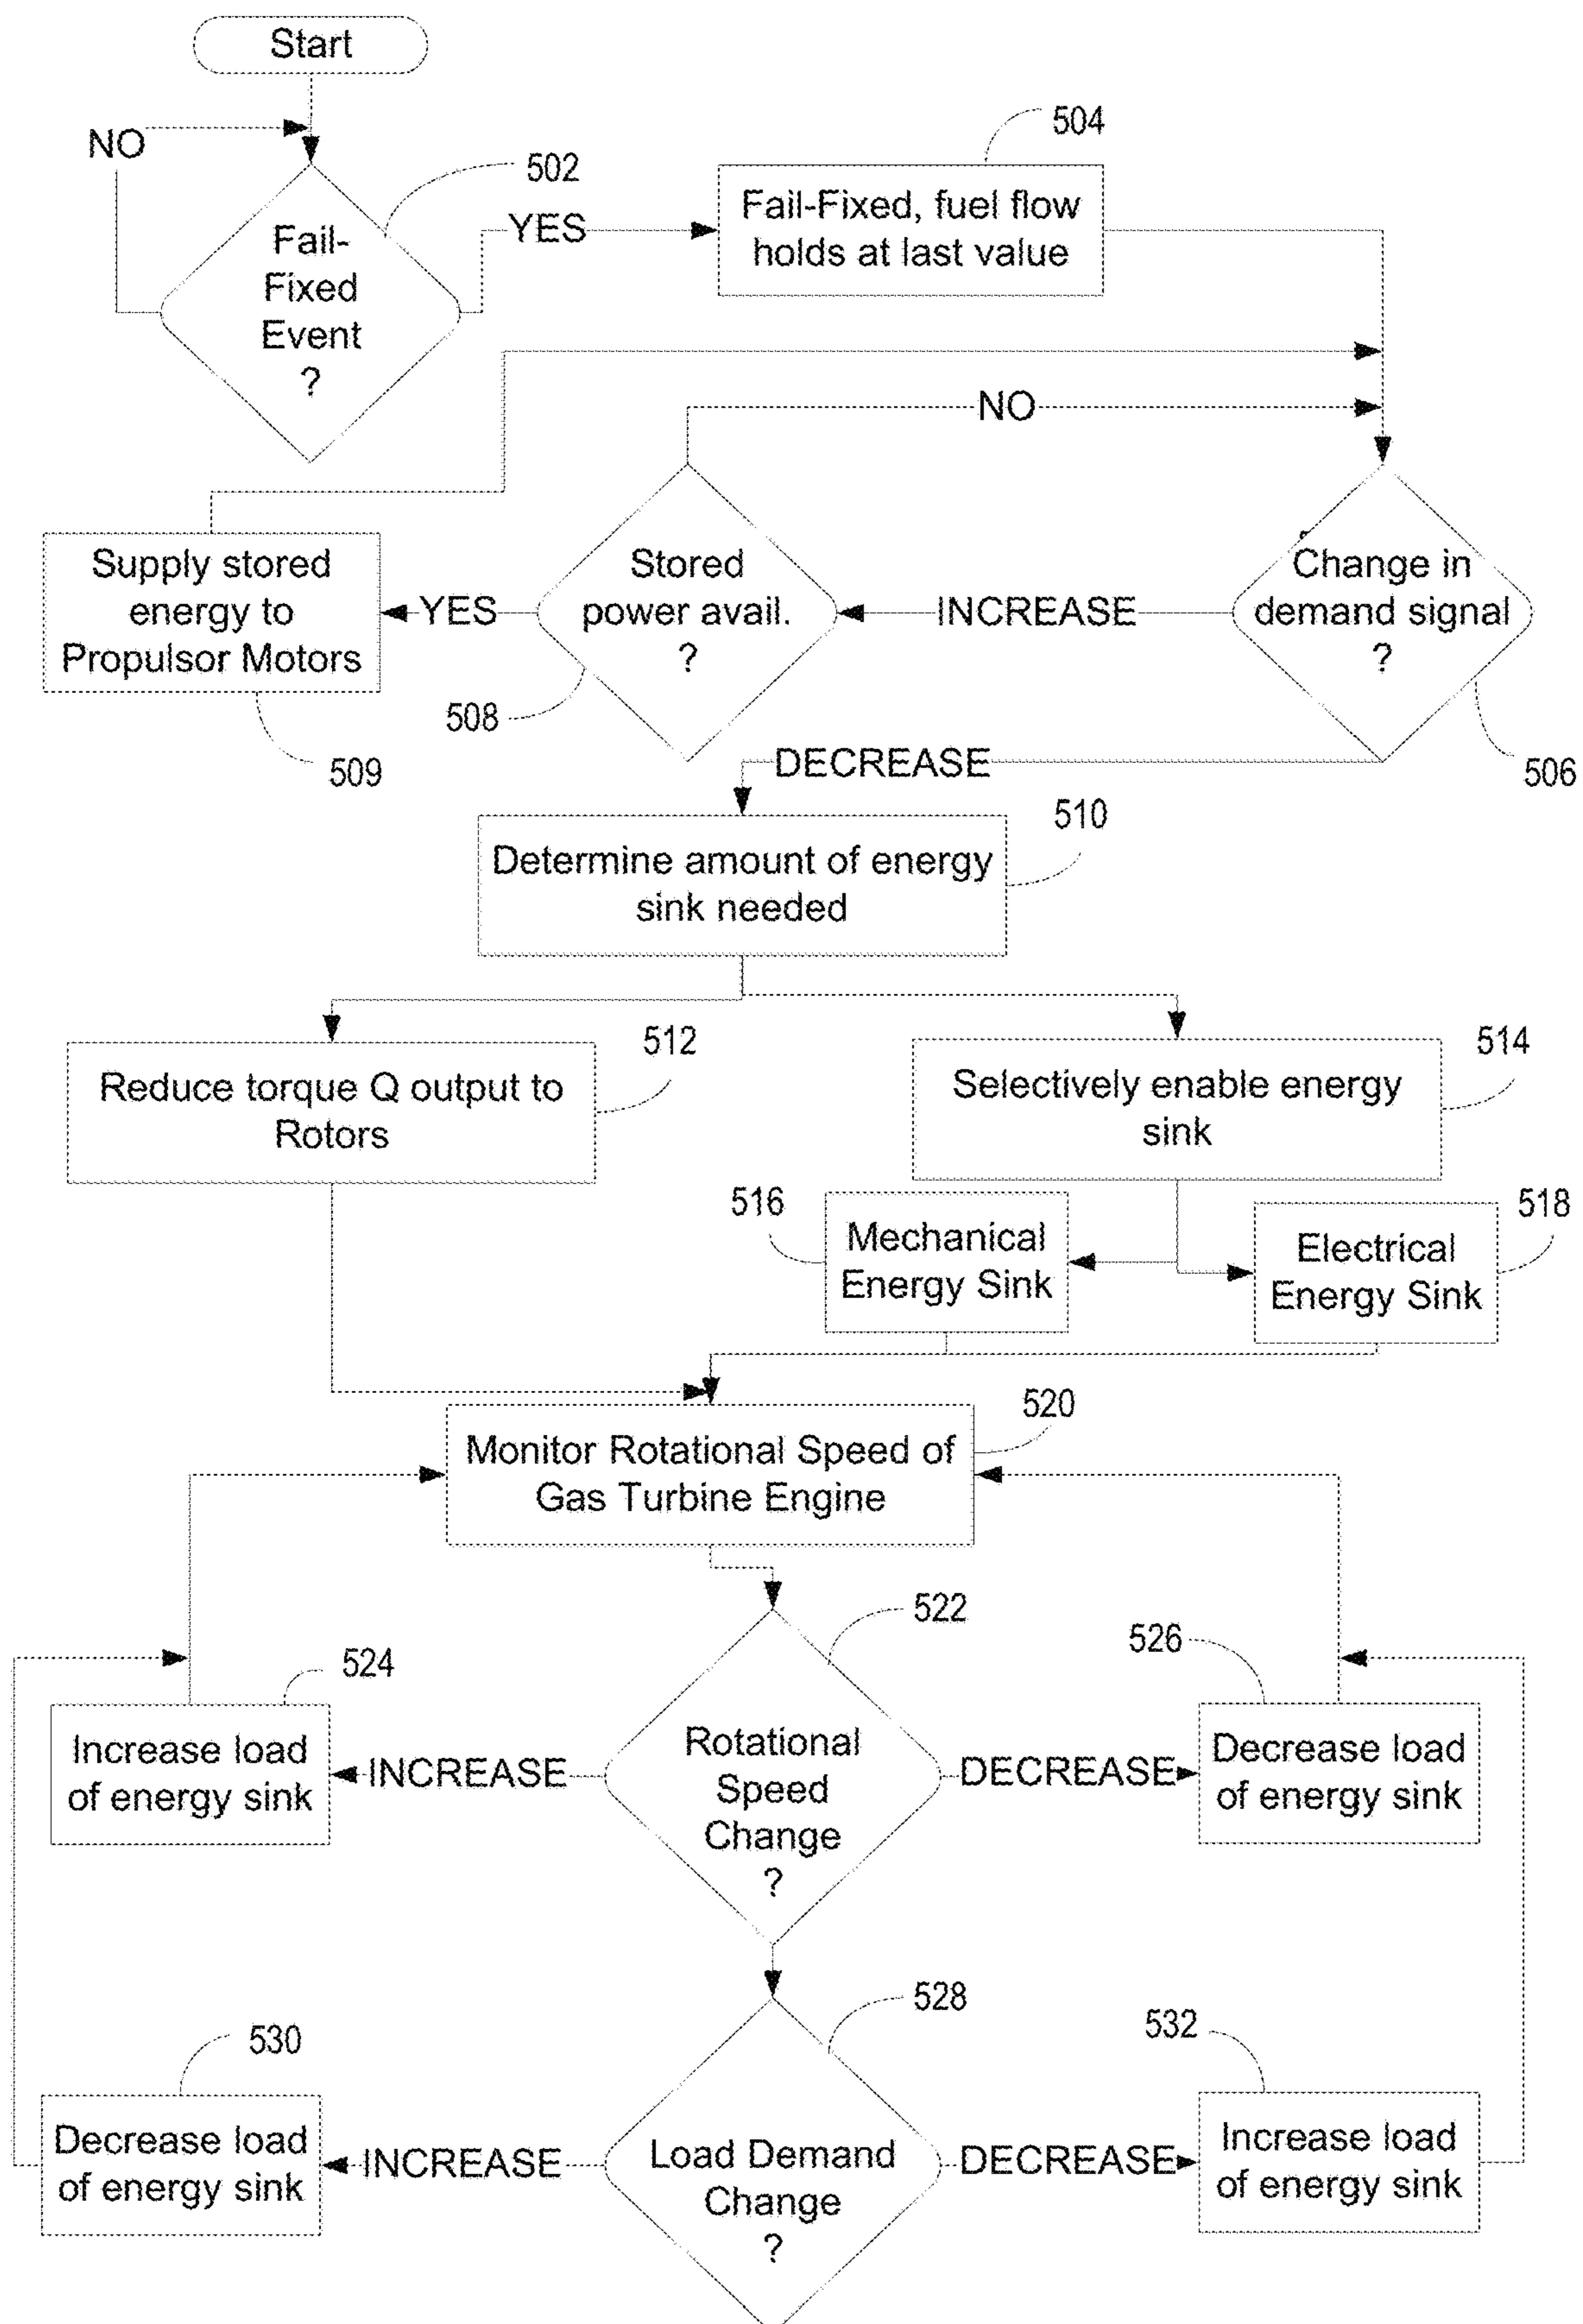 Start
NO
502
504
Fail-
Fixed
Event
?
YES
Fail-Fixed, fuel flow
holds at last value
NO
Supply stored
energy to
Propulsor Motors
509
YES
Stored
power avail.
?
508
INCREASE
Change in
demand signal
?
506
DECREASE
510
Determine amount of energy
sink needed
512
Reduce torque Q output to
Rotors
514
Selectively enable energy
sink
516
Mechanical
Energy Sink
518
Electrical
Energy Sink
520
Monitor Rotational Speed of
Gas Turbine Engine
522
524
526
Increase load
of energy sink
INCREASE
Rotational
Speed
Change
?
DECREASE
Decrease load
of energy sink
528
530
532
Decrease load
of energy sink
INCREASE
Load Demand
Change
?
DECREASE
Increase load
of energy sink